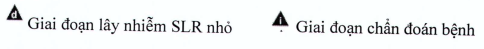 d Giai đoạn lây nhiễm SLR nhỏ
i Giai đoạn chẩn đoán bệnh